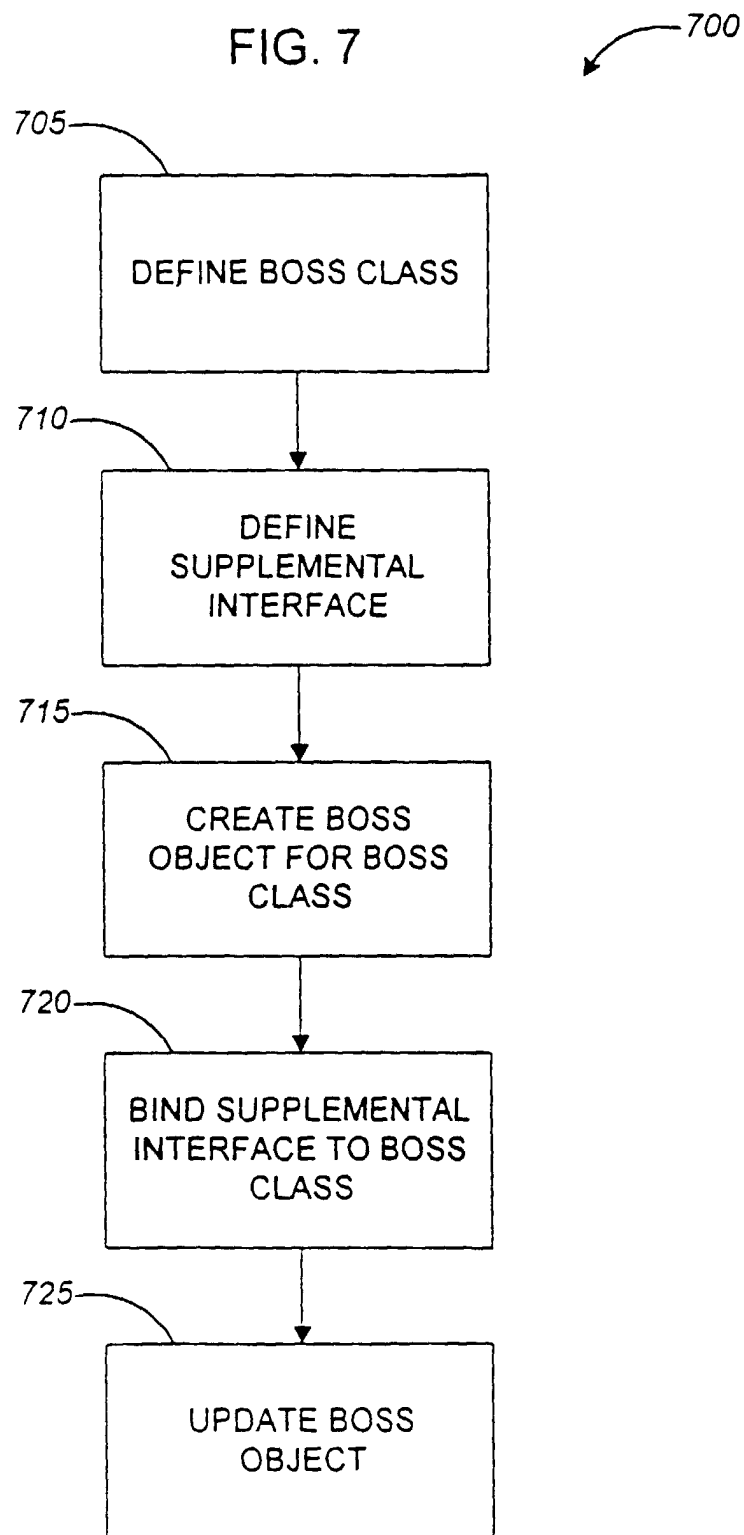 FIG. 7
700
705
DEFINE BOSS CLASS
710
DEFINE
SUPPLEMENTAL
INTERFACE
715
CREATE BOSS
OBJECT FOR BOSS
CLASS
720
BIND SUPPLEMENTAL
INTERFACE TO BOSS
CLASS
725
UPDATE BOSS
OBJECT